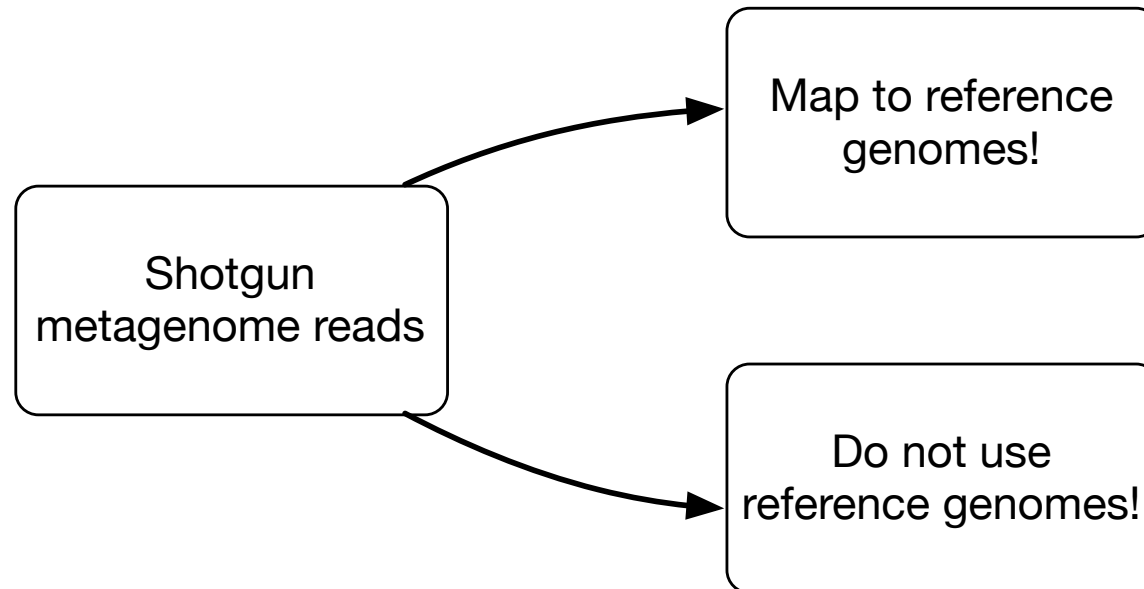 Shotgun
metagenome reads
Map to reference
genomes!
Do not use
reference genomes!